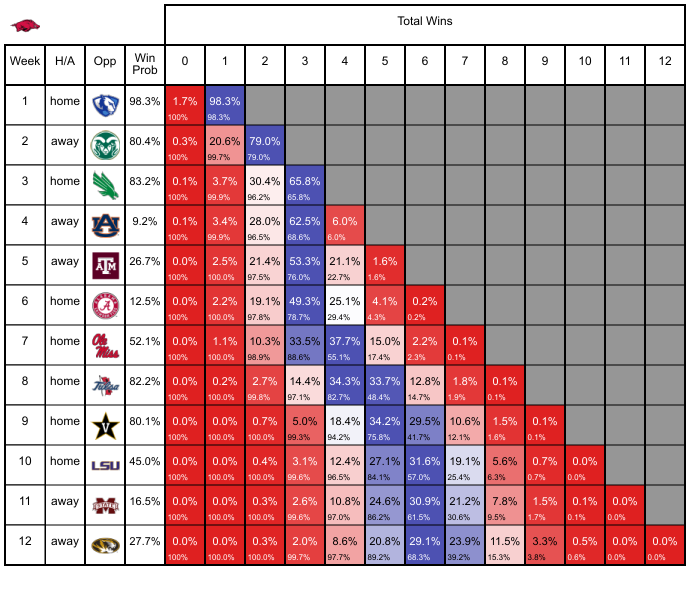 Total Wins
Week H/A Opp Win Prob 0 1 2 3 4 5 6 7 8 9 10 11 12
1 home 98.3% 1.7% 98.3%
100% 98.3%
2 away 80.4% 0.3% 20.6% 79.0%
100% 99.7% 79.0%
3 home 83.2% 0.1% 3.7% 30.4% 65.8%
100% 99.9% 96.2% 65.8%
4 away AU 9.2% 0.1% 3.4% 28.0% 62.5% 6.0%
100% 99.9% 96.5% 68.6% 6.0%
5 away ATM 26.7% 0.0% 2.5% 21.4% 53.3% 21.1% 1.6%
100% 100.0% 97.5% 76.0% 22.7% 1.6%
6 home A 12.5% 0.0% 2.2% 19.1% 49.3% 25.1% 4.1% 0.2%
100% 100.0% 97.8% 78.7% 29.4% 4.3% 0.2%
7 home Ole Miss 52.1% 0.0% 1.1% 10.3% 33.5% 37.7% 15.0% 2.2% 0.1%
100% 100.0% 98.9% 88.6% 55.1% 17.4% 2.3% 0.1%
8 home Tulsa 82.2% 0.0% 0.2% 2.7% 14.4% 34.3% 33.7% 12.8% 1.8% 0.1%
100% 100.0% 99.8% 97.1% 82.7% 48.4% 14.7% 1.9% 0.1%
9 home V 80.1% 0.0% 0.0% 0.7% 5.0% 18.4% 34.2% 29.5% 10.6% 1.5% 0.1%
100% 100.0% 100.0% 99.3% 94.2% 75.8% 41.7% 12.1% 1.6% 0.1%
10 home LSU 45.0% 0.0% 0.0% 0.4% 3.1% 12.4% 27.1% 31.6% 19.1% 5.6% 0.7% 0.0%
100% 100.0% 100.0% 99.6% 96.5% 84.1% 57.0% 25.4% 6.3% 0.7% 0.0%
11 away STATE 16.5% 0.0% 0.0% 0.3% 2.6% 10.8% 24.6% 30.9% 21.2% 7.8% 1.5% 0.1% 0.0%
100% 100.0% 100.0% 99.6% 97.0% 86.2% 61.5% 30.6% 9.5% 1.7% 0.1% 0.0%
12 away 27.7% 0.0% 0.0% 0.3% 2.0% 8.6% 20.8% 29.1% 23.9% 11.5% 3.3% 0.5% 0.0% 0.0%
100% 100.0% 100.0% 99.7% 97.7% 89.2% 68.3% 39.2% 15.3% 3.8% 0.6% 0.0% 0.0%